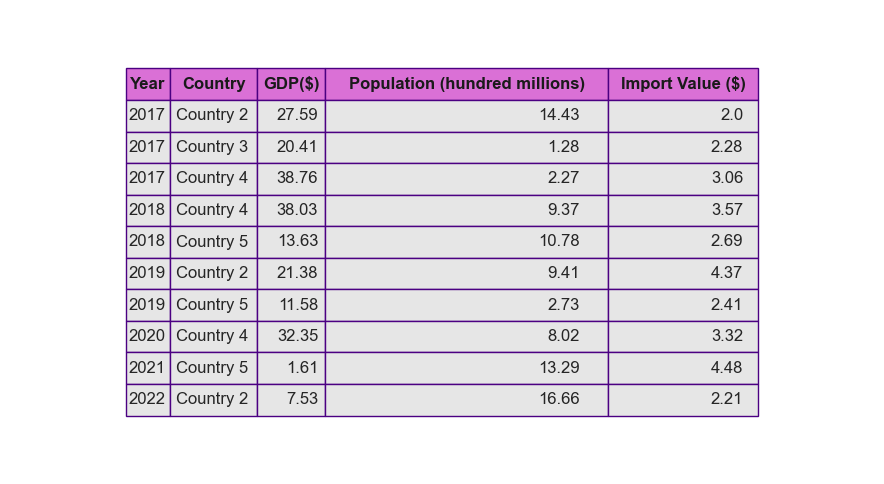 Year Country GDP($) Population (hundred millions) Import Value ($)
2017 Country 2 27.59 14.43 2.0
2017 Country 3 20.41 1.28 2.28
2017 Country 4 38.76 2.27 3.06
2018 Country 4 38.03 9.37 3.57
2018 Country 5 13.63 10.78 2.69
2019 Country 2 21.38 9.41 4.37
2019 Country 5 11.58 2.73 2.41
2020 Country 4 32.35 8.02 3.32
2021 Country 5 1.61 13.29 4.48
2022 Country 2 7.53 16.66 2.21